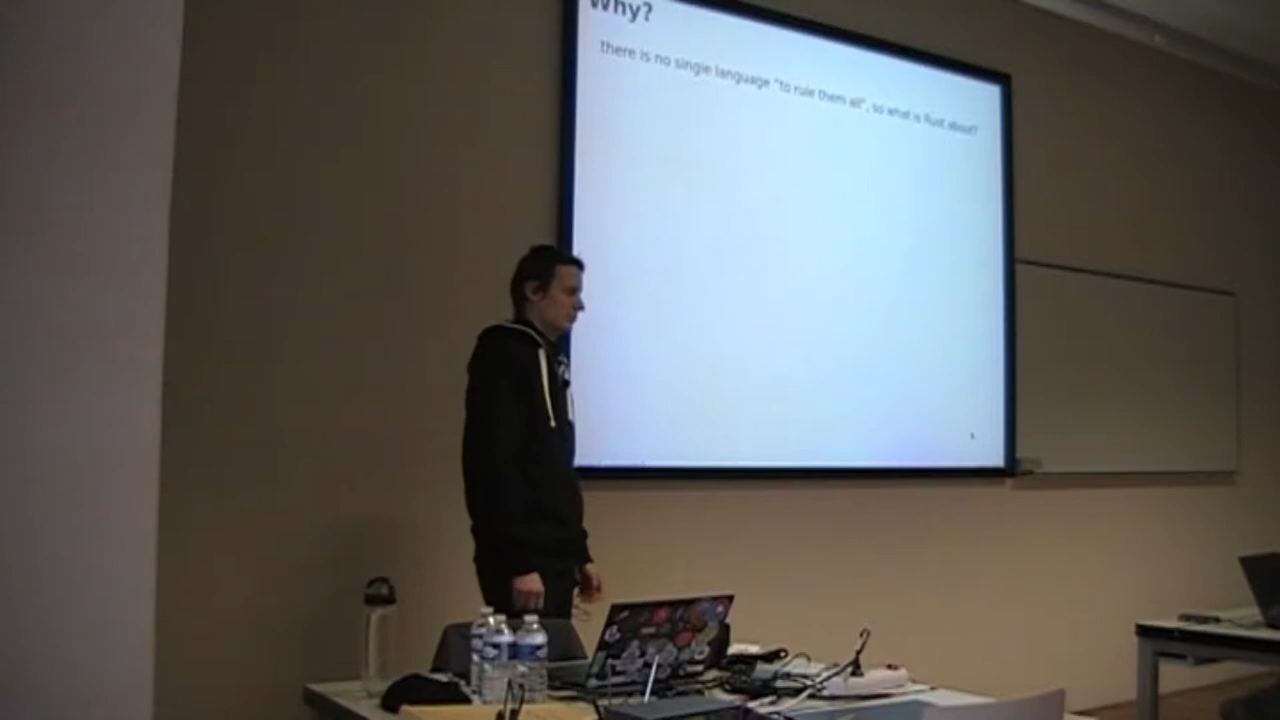 Why?
there is no single language "to rule them all", so what is Rust about?